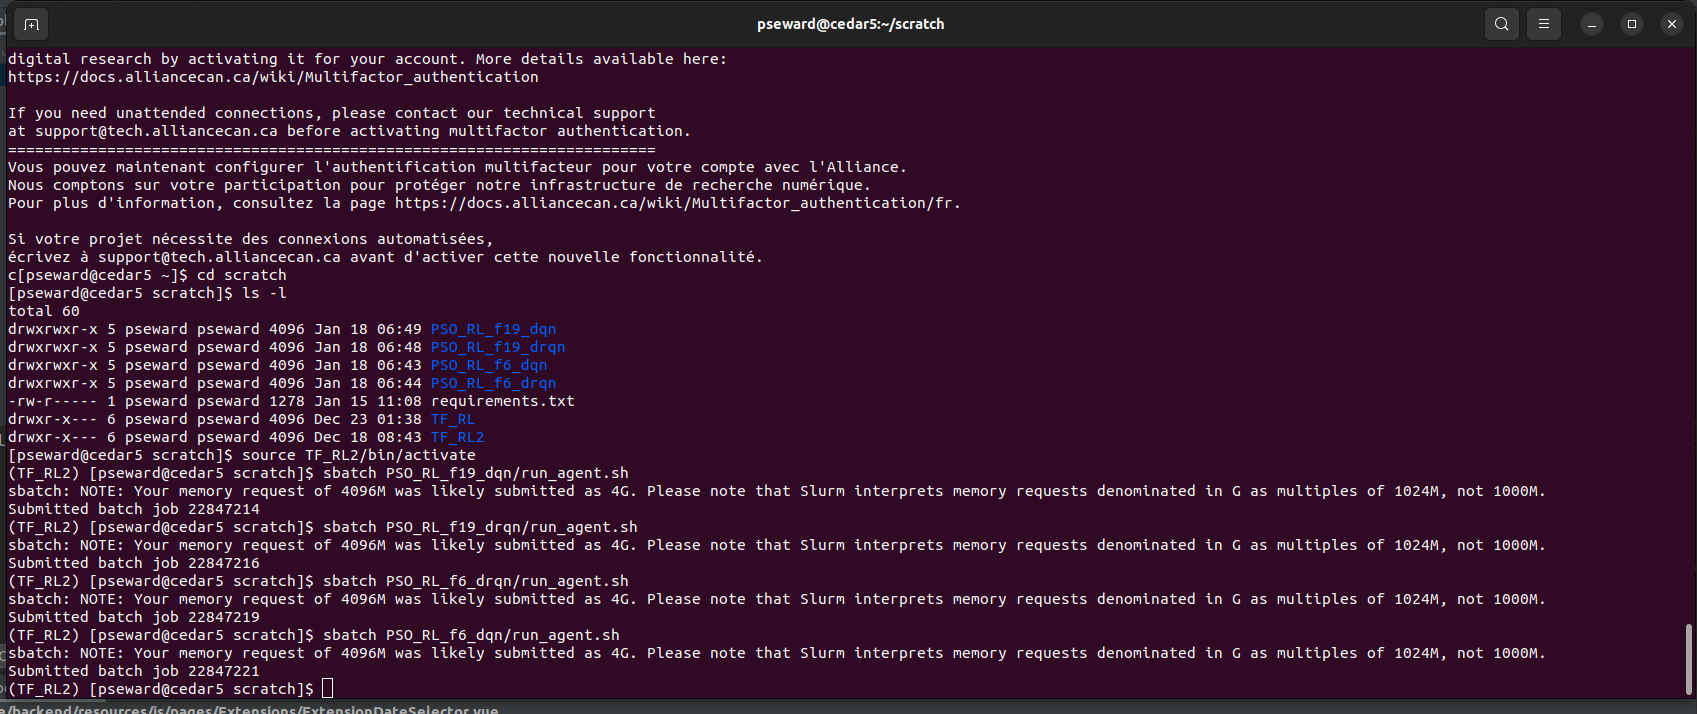 pseward@cedar5:~/scratch
digital research by activating it for your account. More details available here:
https://docs.alliancecan.ca/wiki/Multifactor_authentication
If you need unattended connections, please contact our technical support
at support@tech.alliancecan.ca before activating multifactor authentication.
========================================================================
Vous pouvez maintenant configurer l'authentification multifacteur pour votre compte avec l'Alliance.
Nous comptons sur votre participation pour protéger notre infrastructure de recherche numérique.
Pour plus d'information, consultez la page https://docs.alliancecan.ca/wiki/Multifactor_authentication/fr.
Si votre projet nécessite des connexions automatisées,
écrivez à support@tech.alliancecan.ca avant d'activer cette nouvelle fonctionnalité.
c[pseward@cedar5 ~]$ cd scratch
[pseward@cedar5 scratch]$ ls -l
total 60
drwxrwxr-x 5 pseward pseward 4096 Jan 18 06:49 PSO_RL_f19_dqn
drwxrwxr-x 5 pseward pseward 4096 Jan 18 06:48 PSO_RL_f19_drqn
drwxrwxr-x 5 pseward pseward 4096 Jan 18 06:43 PSO_RL_f6_dqn
drwxrwxr-x 5 pseward pseward 4096 Jan 18 06:44 PSO_RL_f6_drqn
-rw-r----- 1 pseward pseward 1278 Jan 15 11:08 requirements.txt
drwxr-x--- 6 pseward pseward 4096 Dec 23 01:38 TF_RL
drwxr-x--- 6 pseward pseward 4096 Dec 18 08:43 TF_RL2
[pseward@cedar5 scratch]$ source TF_RL2/bin/activate
(TF_RL2) [pseward@cedar5 scratch]$ sbatch PSO_RL_f19_dqn/run_agent.sh
sbatch: NOTE: Your memory request of 4096M was likely submitted as 4G. Please note that Slurm interprets memory requests denominated in G as multiples of 1024M, not 1000M.
Submitted batch job 22847214
(TF_RL2) [pseward@cedar5 scratch]$ sbatch PSO_RL_f19_drqn/run_agent.sh
sbatch: NOTE: Your memory request of 4096M was likely submitted as 4G. Please note that Slurm interprets memory requests denominated in G as multiples of 1024M, not 1000M.
Submitted batch job 22847216
(TF_RL2) [pseward@cedar5 scratch]$ sbatch PSO_RL_f6_drqn/run_agent.sh
sbatch: NOTE: Your memory request of 4096M was likely submitted as 4G. Please note that Slurm interprets memory requests denominated in G as multiples of 1024M, not 1000M.
Submitted batch job 22847219
(TF_RL2) [pseward@cedar5 scratch]$ sbatch PSO_RL_f6_dqn/run_agent.sh
sbatch: NOTE: Your memory request of 4096M was likely submitted as 4G. Please note that Slurm interprets memory requests denominated in G as multiples of 1024M, not 1000M.
Submitted batch job 22847221
(TF_RL2) [pseward@cedar5 scratch]$
e/backend/resources/js/pages/Extensions/ExtensionDateSelector.vue